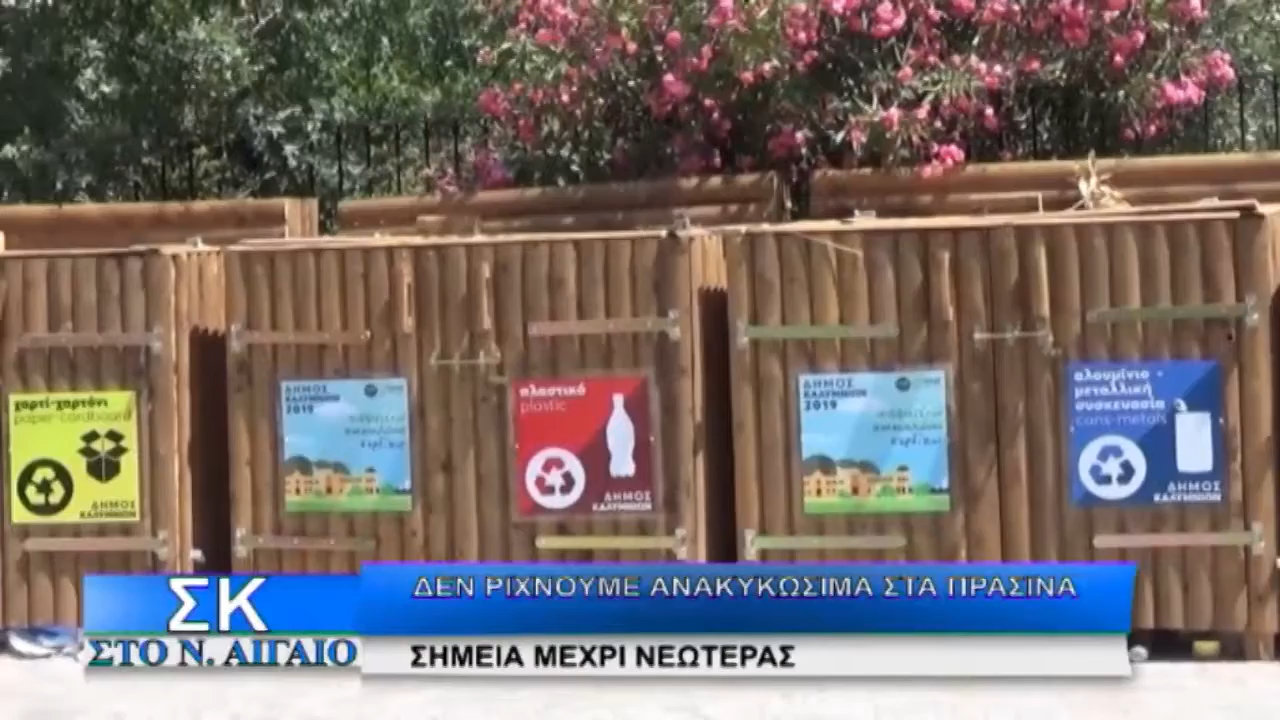 χαρτί-χαρτόνι
paper-cardboard
ΔΗΜΟΣ
ΚΑΛΥΜΝΙΩΝ
ΔΗΜΟΣ
ΚΑΛΥΜΝΙΩΝ
2019
πλαστικό
plastic
ΔΗΜΟΣ
ΚΑΛΥΜΝΙΩΝ
ΔΗΜΟΣ
ΚΑΛΥΜΝΙΩΝ
2019
αλουμίνιο -
μεταλλική
συσκευασία
cans-metals
ΔΗΜΟΣ
ΚΑΛΥΜΝΙΩΝ
ΣΚ
ΣΤΟ Ν. ΑΙΓΑΙΟ
ΔΕΝ ΡΙΧΝΟΥΜΕ ΑΝΑΚΥΚΩΣΙΜΑ ΣΤΑ ΠΡΑΣΙΝΑ
ΣΗΜΕΙΑ ΜΕΧΡΙ ΝΕΩΤΕΡΑΣ